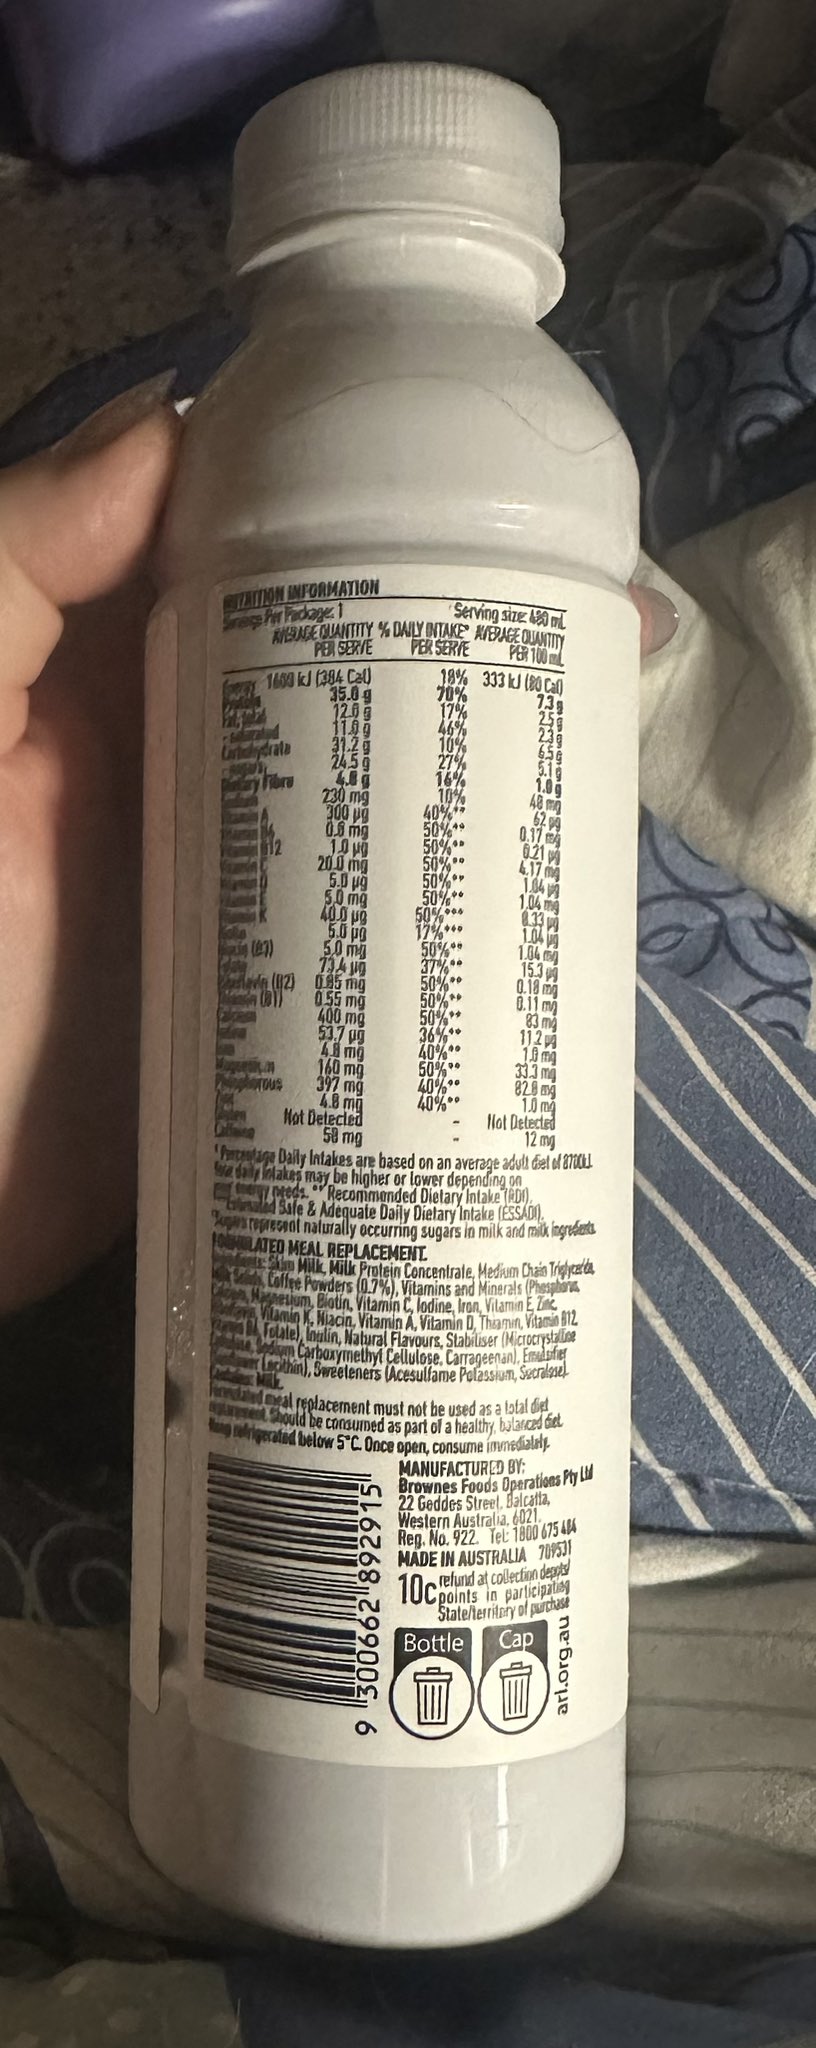 NUTRITION INFORMATION
Servings Per Package: 1 Serving size: 480 mL
AVERAGE QUANTITY PER SERVE % DAILY INTAKE* PER SERVE AVERAGE QUANTITY PER 100 mL
Energy 1600 kJ (384 Cal) 18% 333 kJ (80 Cal)
Protein 35.0 g 70% 7.3 g
Fat, total 12.0 g 17% 2.5 g
- saturated 11.0 g 46% 2.3 g
Carbohydrate 31.2 g 10% 6.5 g
- sugars 24.5 g 27% 5.1 g
Dietary Fibre 4.8 g 16% 1.0 g
Sodium 230 mg 10% 48 mg
A 300 µg 40%** 62 µg
0.8 mg 50%** 0.17 mg
B12 1.0 µg 50%** 0.21 µg
20.0 mg 50%** 4.17 mg
5.0 µg 50%** 1.04 µg
5.0 mg 50%** 1.04 mg
K 40.0 µg 50%*** 8.33 µg
5.0 µg 17%*** 1.04 µg
5.0 mg 50%** 1.04 mg
73.4 µg 37%** 15.3 µg
Riboflavin (B2) 0.85 mg 50%** 0.18 mg
Thiamin (B1) 0.55 mg 50%** 0.11 mg
Calcium 400 mg 50%** 83 mg
Iodine 53.7 µg 36%** 11.2 µg
4.8 mg 40%** 1.0 mg
Magnesium 160 mg 50%** 33.3 mg
Phosphorous 397 mg 40%** 82.8 mg
4.8 mg 40%** 1.0 mg
Gluten Not Detected - Not Detected
Caffeine 58 mg - 12 mg
* Percentage Daily Intakes are based on an average adult diet of 8700kJ.
Your daily intakes may be higher or lower depending on
your energy needs. ** Recommended Dietary Intake (RDI).
Estimated Safe & Adequate Daily Dietary Intake (ESSADI).
Sugars represent naturally occurring sugars in milk and milk ingredients.
FORMULATED MEAL REPLACEMENT.
Ingredients: Skim Milk, Milk Protein Concentrate, Medium Chain Triglyceride,
Milk Solids, Coffee Powders (0.7%), Vitamins and Minerals (Phosphorus,
Calcium, Magnesium, Biotin, Vitamin C, Iodine, Iron, Vitamin E, Zinc,
Riboflavin, Vitamin K, Niacin, Vitamin A, Vitamin D, Thiamin, Vitamin B12,
Folate), Inulin, Natural Flavours, Stabiliser (Microcrystalline
Cellulose, Sodium Carboxymethyl Cellulose, Carrageenan), Emulsifier
(Sunflower Lecithin), Sweeteners (Acesulfame Potassium, Sucralose).
Contains: Milk.
Formulated meal replacement must not be used as a total diet
replacement. Should be consumed as part of a healthy, balanced diet.
Keep refrigerated below 5°C. Once open, consume immediately.
MANUFACTURED BY:
Brownes Foods Operations Pty Ltd
22 Geddes Street, Balcatta,
Western Australia, 6021.
Reg. No. 922. Tel: 1800 675 484
MADE IN AUSTRALIA 709531
10c refund at collection depots/
points in participating
State/territory of purchase
Bottle Cap
arl.org.au
9 300662 892915